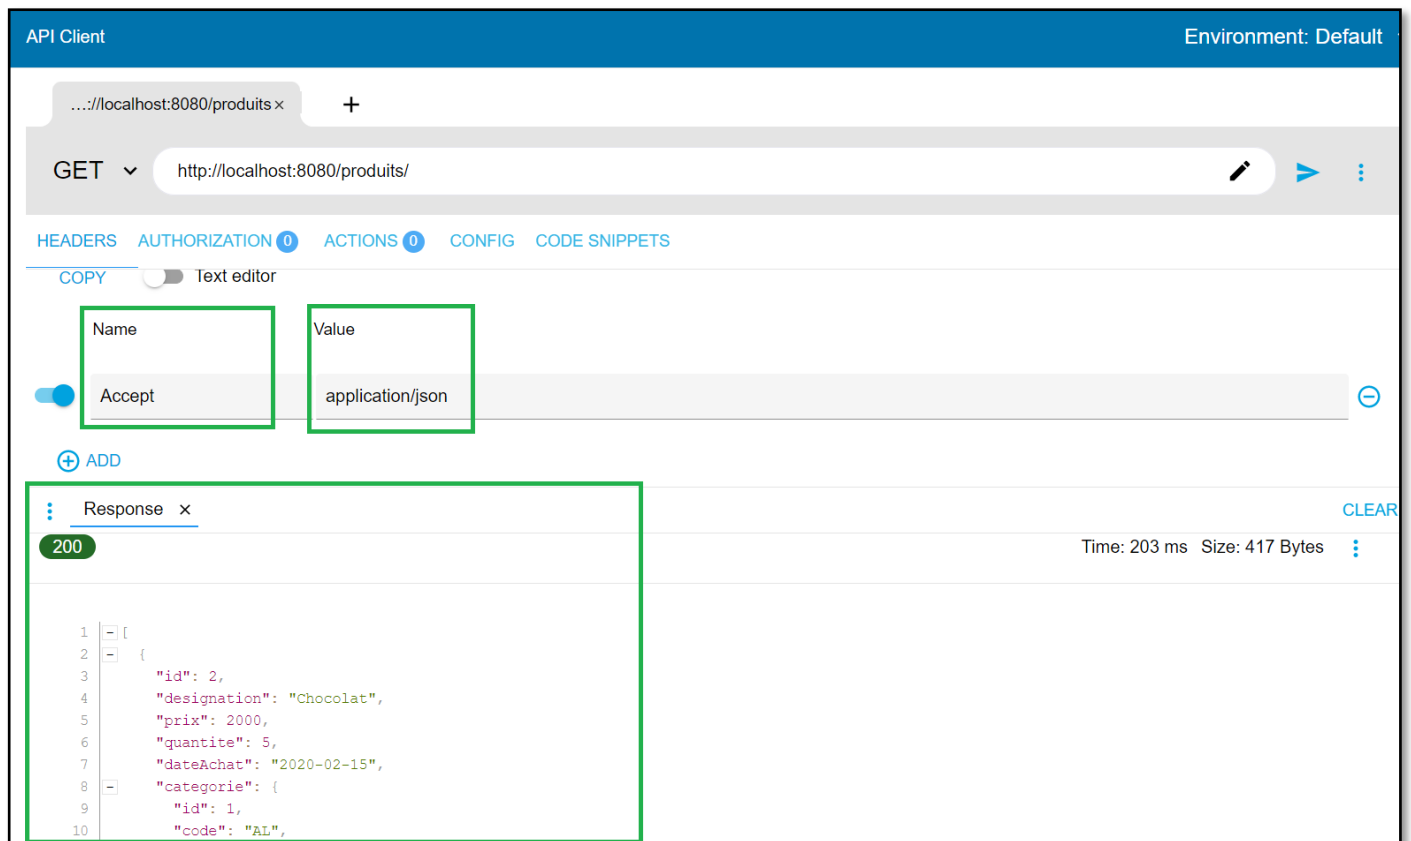 API Client
Environment: Default
...://localhost:8080/produits ×
+
GET
http://localhost:8080/produits/
HEADERS AUTHORIZATION 0 ACTIONS 0 CONFIG CODE SNIPPETS
COPY Text editor
Name Value
Accept application/json
ADD
Response ×
CLEAR
200
Time: 203 ms Size: 417 Bytes
1 - [
2 - {
3 "id": 2,
4 "designation": "Chocolat",
5 "prix": 2000,
6 "quantite": 5,
7 "dateAchat": "2020-02-15",
8 - "categorie": {
9 "id": 1,
10 "code": "AL",